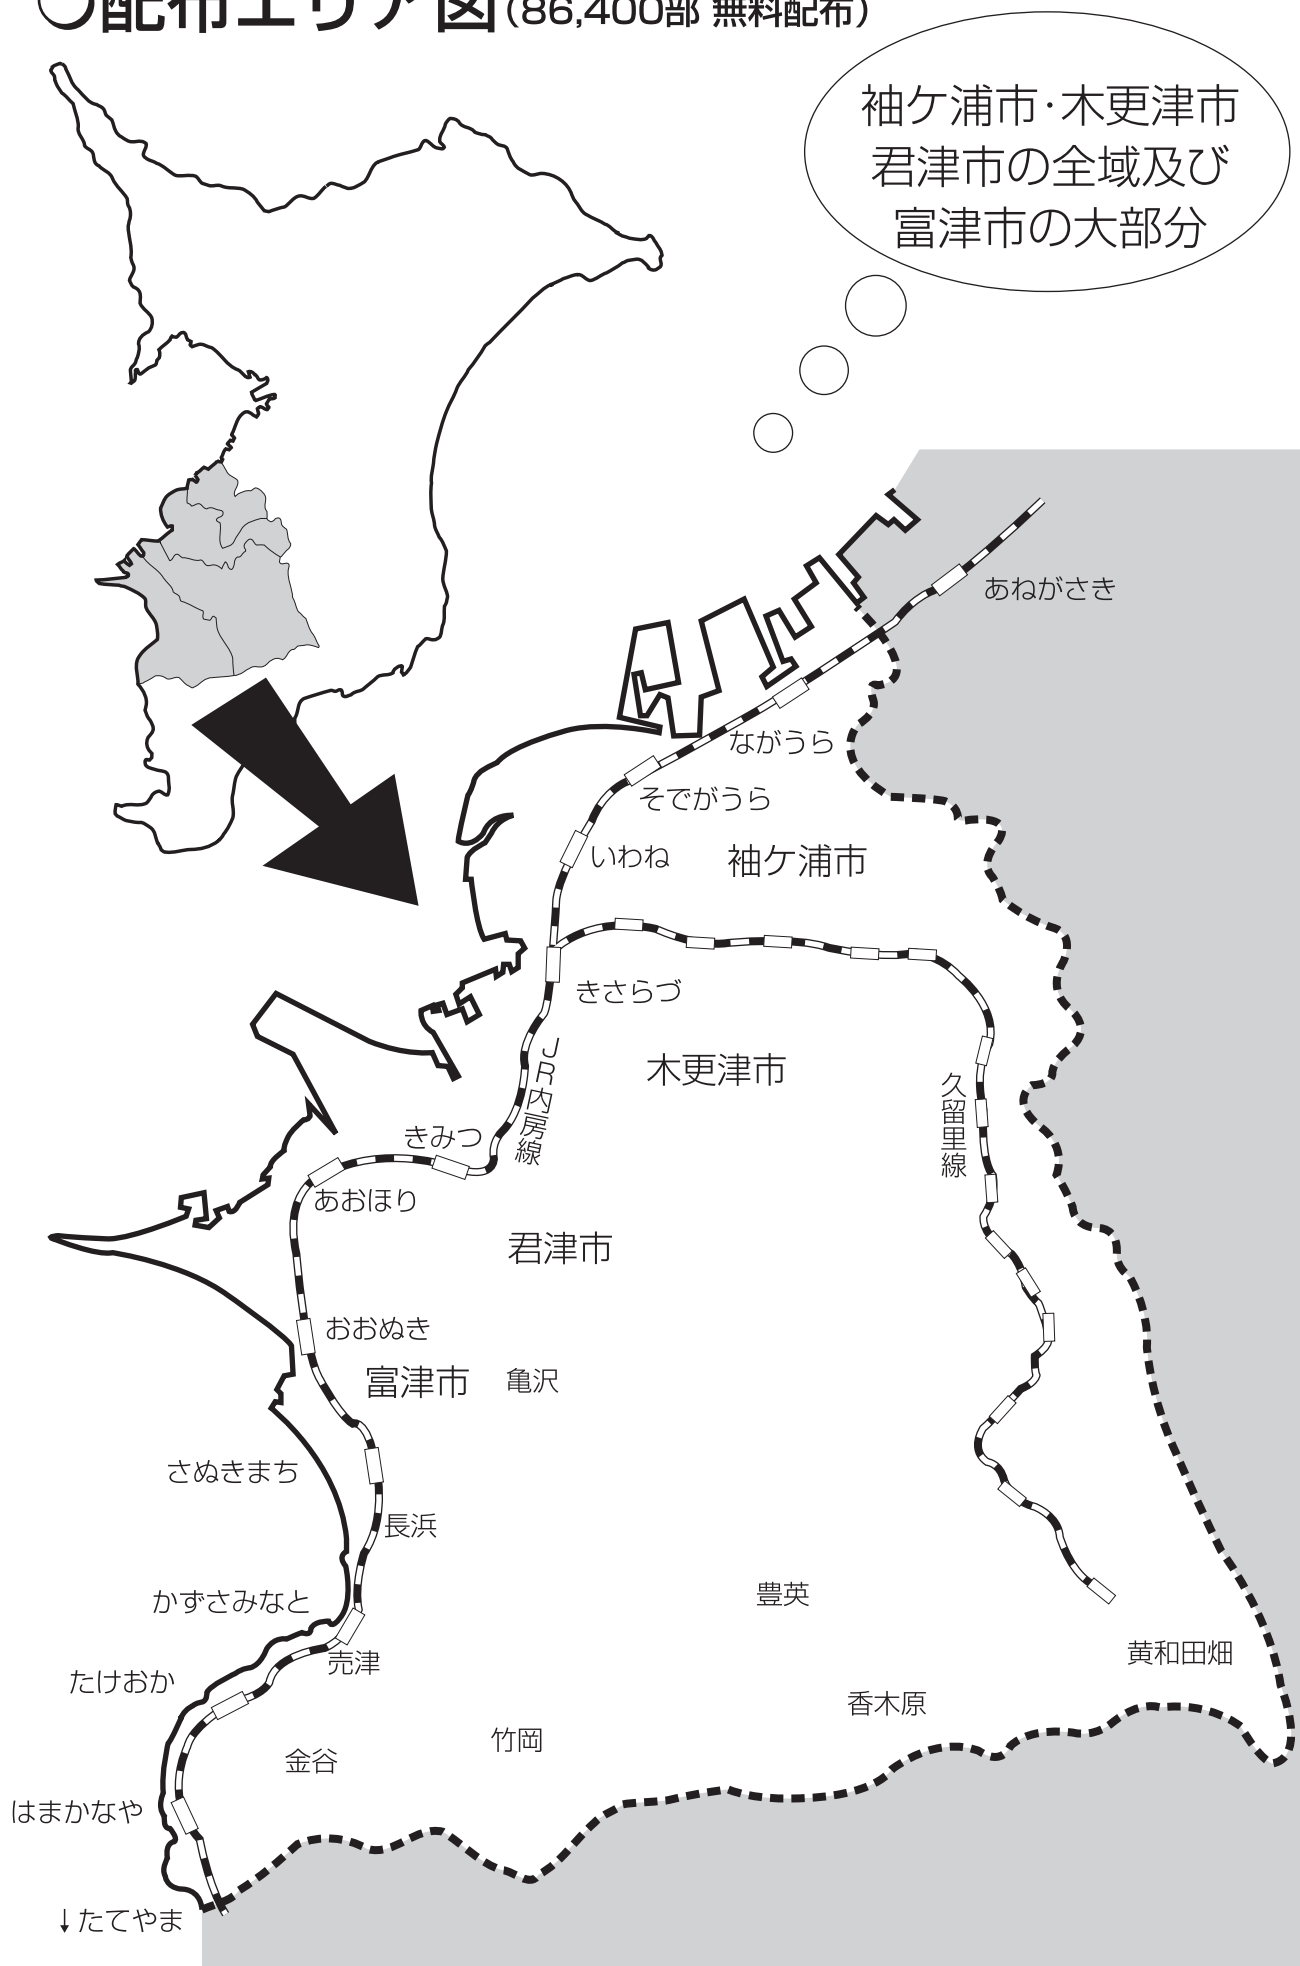 ○配布エリア図（86,400部 無料配布）
袖ケ浦市・木更津市
君津市の全域及び
富津市の大部分
あねがさき
ながうら
そでがうら
いわね
袖ケ浦市
きさらづ
木更津市
JR内房線
久留里線
きみつ
あおほり
君津市
おおぬき
富津市
亀沢
さぬきまち
長浜
かずさみなと
豊英
売津
黄和田畑
たけおか
香木原
竹岡
金谷
はまかなや
↓たてやま